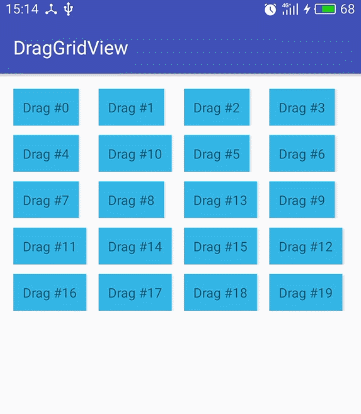 15:14 4G 68
DragGridView
Drag #0 Drag #1 Drag #2 Drag #3
Drag #4 Drag #10 Drag #5 Drag #6
Drag #7 Drag #8 Drag #13 Drag #9
Drag #11 Drag #14 Drag #15 Drag #12
Drag #16 Drag #17 Drag #18 Drag #19